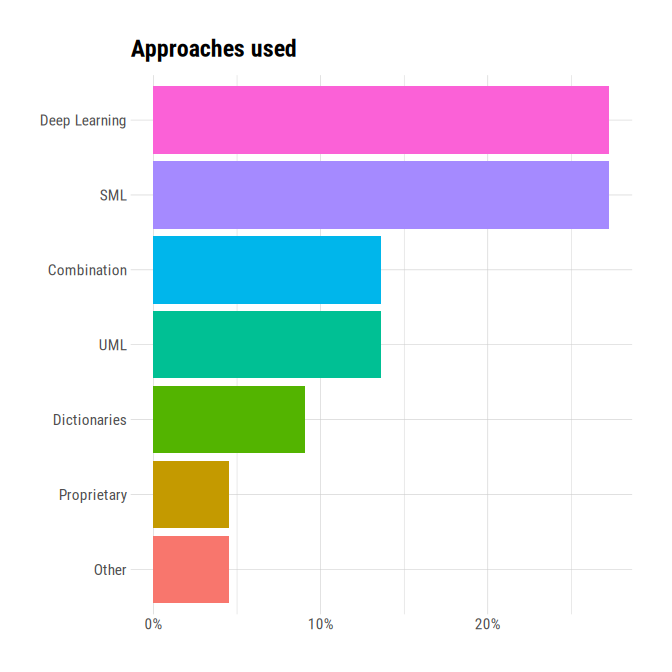 Approaches used
Deep Learning
SML
Combination
UML
Dictionaries
Proprietary
Other
0% 10% 20%